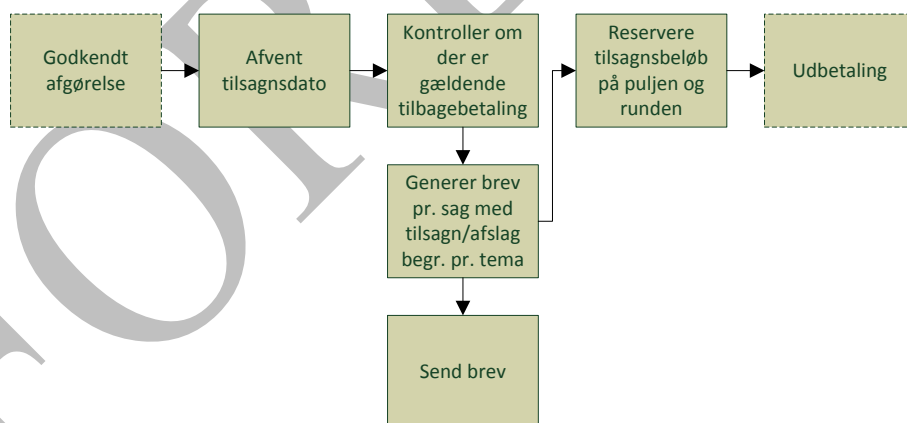 Godkendt
afgørelse
Afvent
tilsagnsdato
Kontroller om
der er
gældende
tilbagebetaling
Reservere
tilsagnsbeløb
på puljen og
runden
Udbetaling
Generer brev
pr. sag med
tilsagn/afslag
begr. pr. tema
Send brev